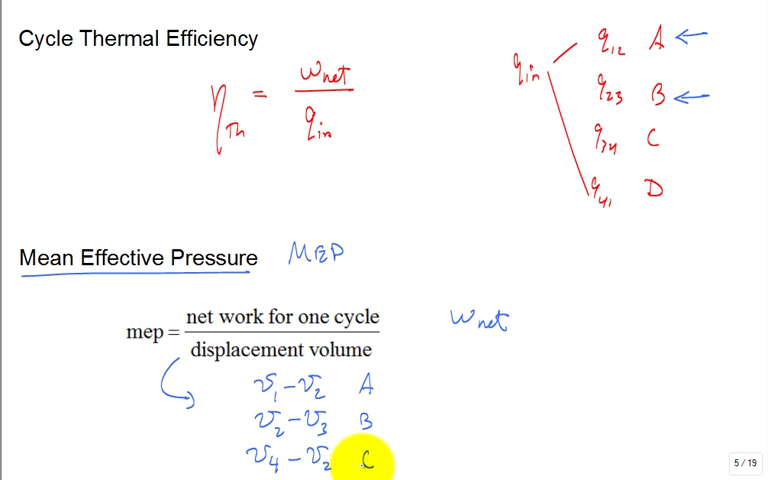 Cycle Thermal Efficiency
η_Th = w_net / q_in
q_in
q_12 A
q_23 B
q_34 C
q_41 D
Mean Effective Pressure MEP
mep = net work for one cycle / displacement volume
w_net
v_1 - v_2 A
v_2 - v_3 B
v_4 - v_2 C
5 / 19